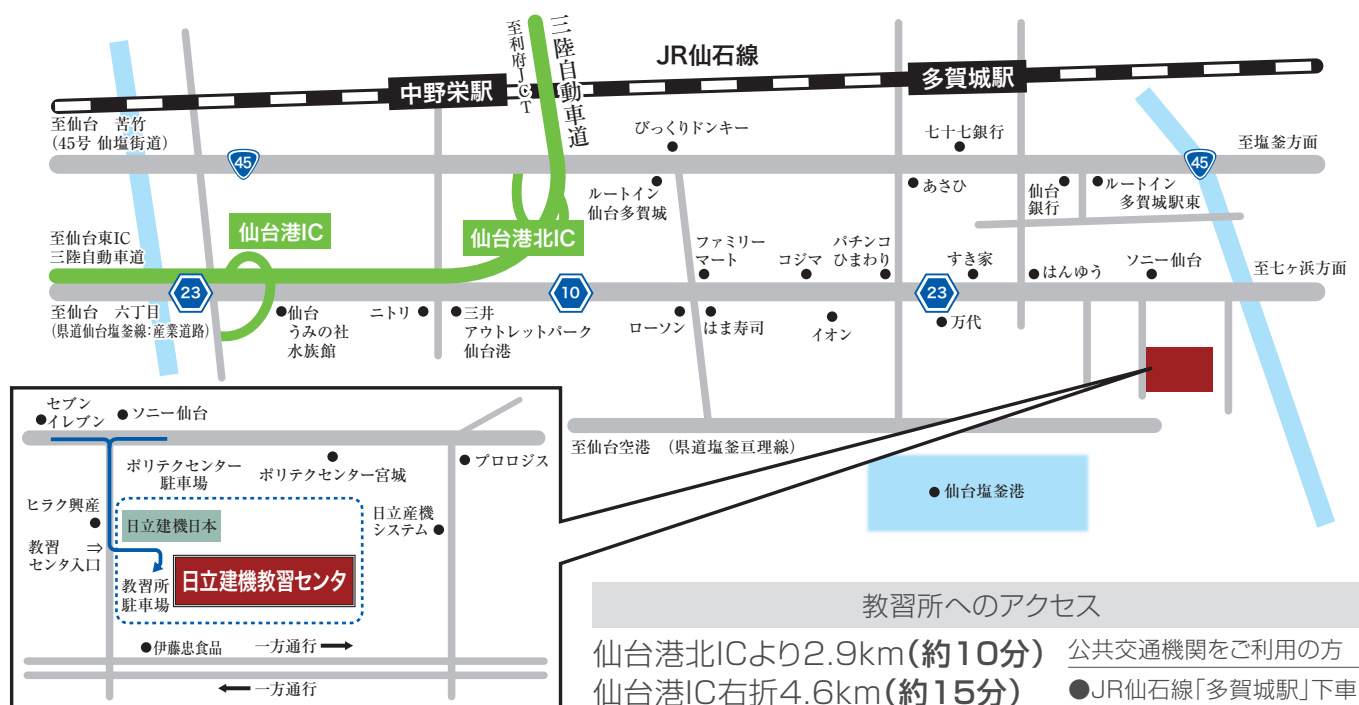 至利府JCT
三陸自動車道
JR仙石線
中野栄駅
多賀城駅
至仙台 苦竹
(45号 仙塩街道)
45
びっくりドンキー
七十七銀行
至塩釜方面
45
ルートイン
仙台多賀城
あさひ
仙台
銀行
ルートイン
多賀城駅東
仙台港IC
仙台港北IC
至仙台東IC
三陸自動車道
ファミリー
マート
コジマ
パチンコ
ひまわり
すき家
はんゆう
ソニー仙台
至七ヶ浜方面
23
10
23
至仙台 六丁目
(県道仙台塩釜線:産業道路)
仙台
うみの杜
水族館
ニトリ
三井
アウトレットパーク
仙台港
ローソン
はま寿司
イオン
万代
至仙台空港 (県道塩釜亘理線)
仙台塩釜港
セブン
イレブン
ソニー仙台
ポリテクセンター
駐車場
ポリテクセンター宮城
プロロジス
ヒラク興産
日立建機日本
日立産機
システム
教習 ⇒
センタ入口
教習所
駐車場
日立建機教習センタ
伊藤忠食品
一方通行
一方通行
教習所へのアクセス
仙台港北ICより2.9km(約10分)
仙台港IC右折4.6km(約15分)
公共交通機関をご利用の方
●JR仙石線「多賀城駅」下車